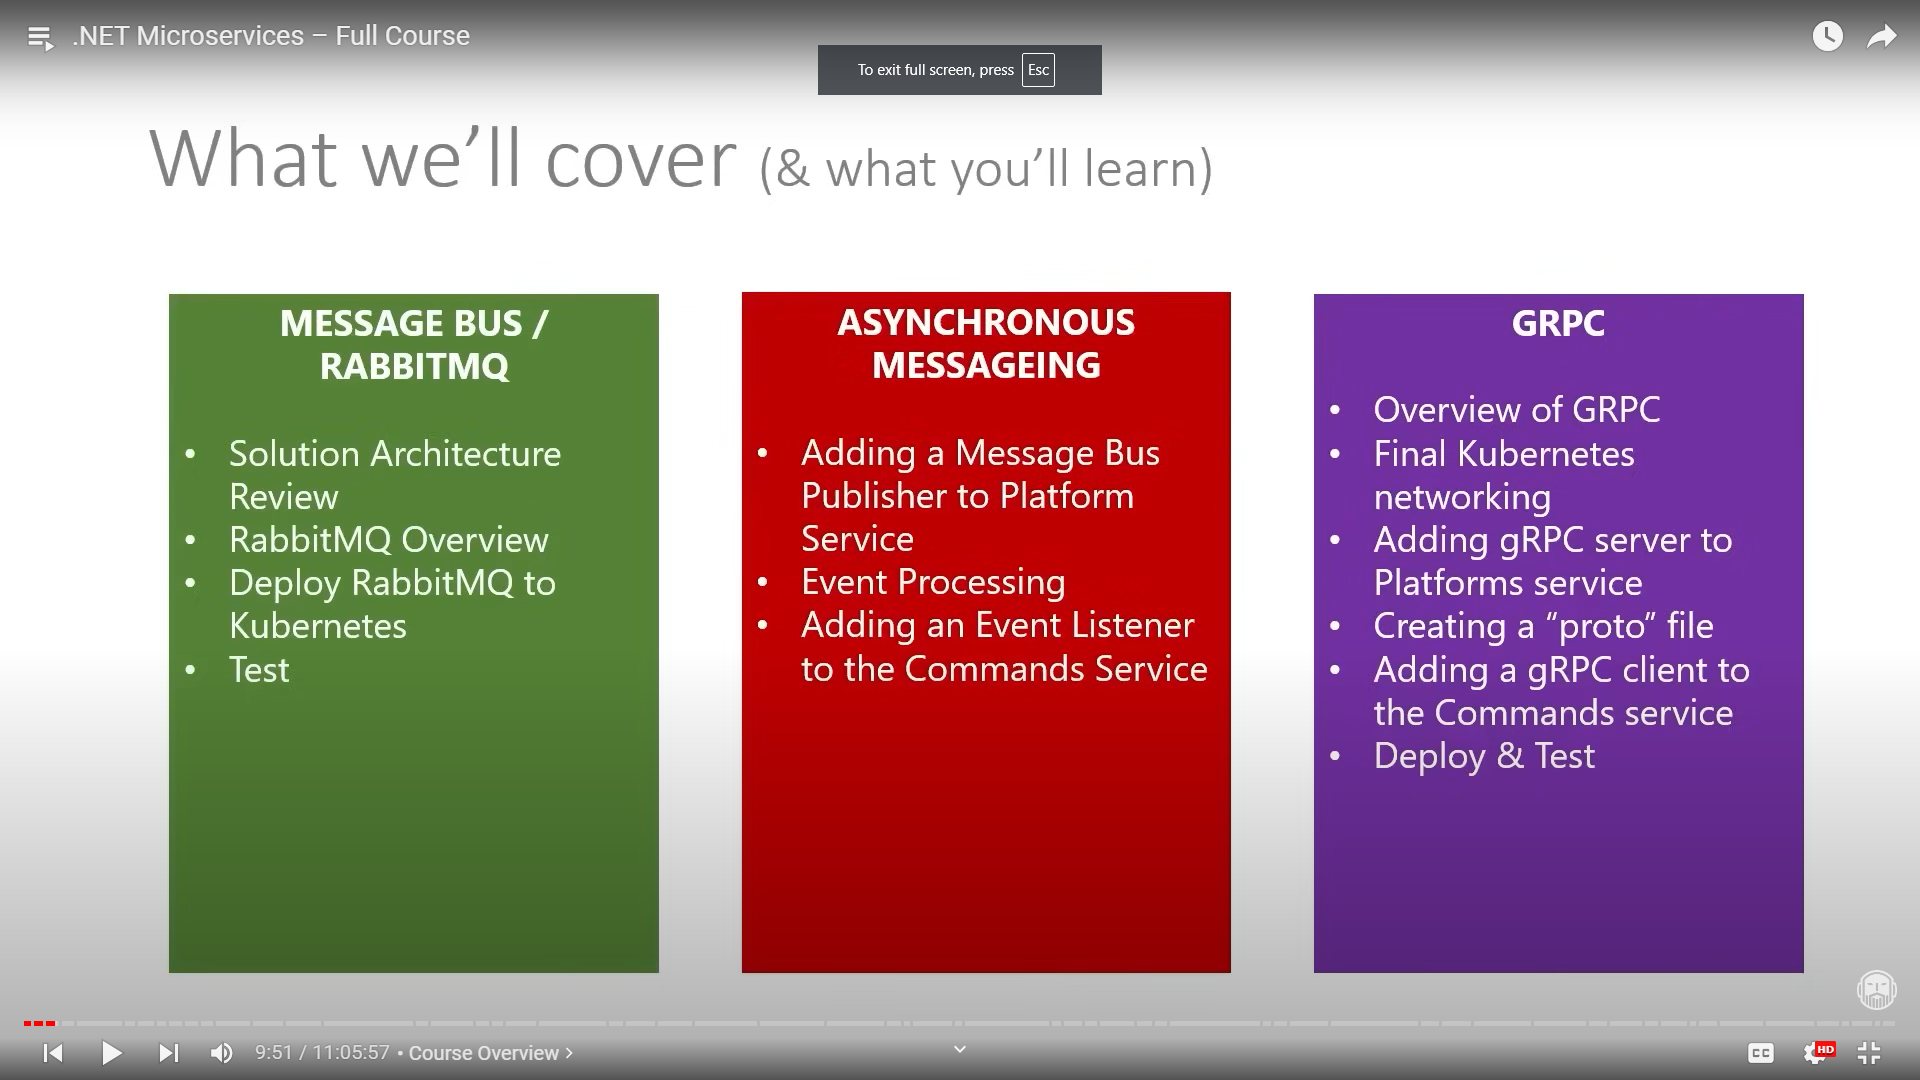 .NET Microservices – Full Course
To exit full screen, press Esc
What we’ll cover (& what you’ll learn)
MESSAGE BUS /
RABBITMQ
• Solution Architecture
Review
• RabbitMQ Overview
• Deploy RabbitMQ to
Kubernetes
• Test
ASYNCHRONOUS
MESSAGEING
• Adding a Message Bus
Publisher to Platform
Service
• Event Processing
• Adding an Event Listener
to the Commands Service
GRPC
• Overview of GRPC
• Final Kubernetes
networking
• Adding gRPC server to
Platforms service
• Creating a “proto” file
• Adding a gRPC client to
the Commands service
• Deploy & Test
9:51 / 11:05:57 • Course Overview >
CC
HD